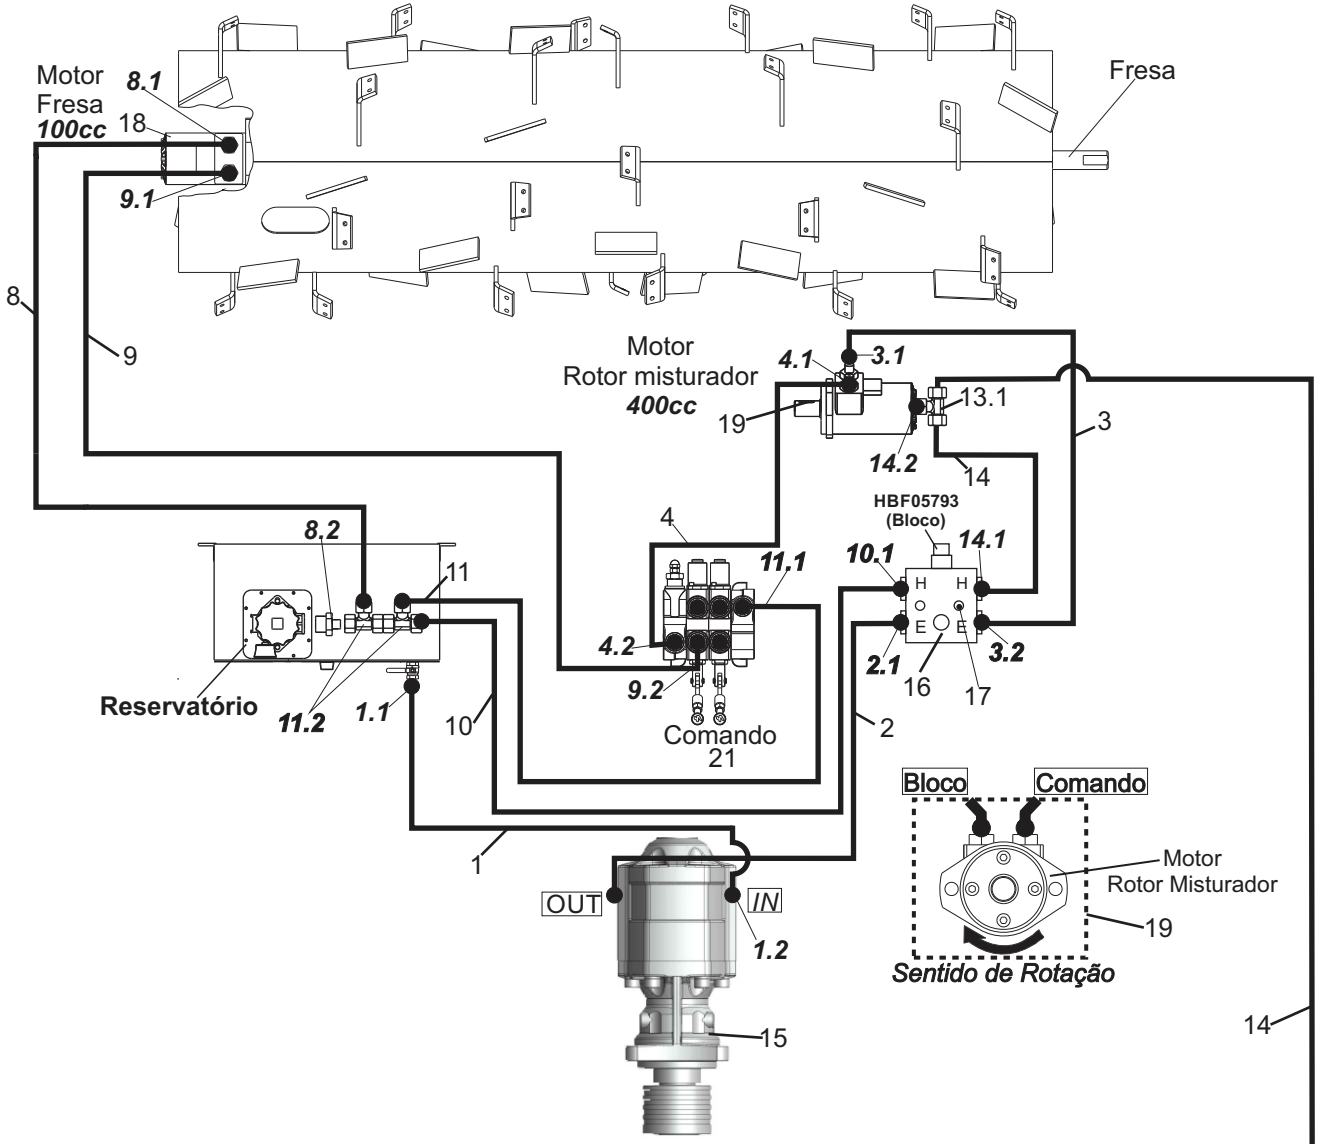 Motor
Fresa
100cc
8.1
18
9.1
Fresa
8
9
Motor
Rotor misturador
400cc
4.1
3.1
19
13.1
3
14.2
14
HBF05793
(Bloco)
4
8.2
11
11.1
10.1
14.1
H H
E E
4.2
9.2
2.1
3.2
16
17
Reservatório
11.2
1.1
10
Comando
21
2
Bloco
Comando
1
Motor
Rotor Misturador
OUT
IN
1.2
19
Sentido de Rotação
15
14